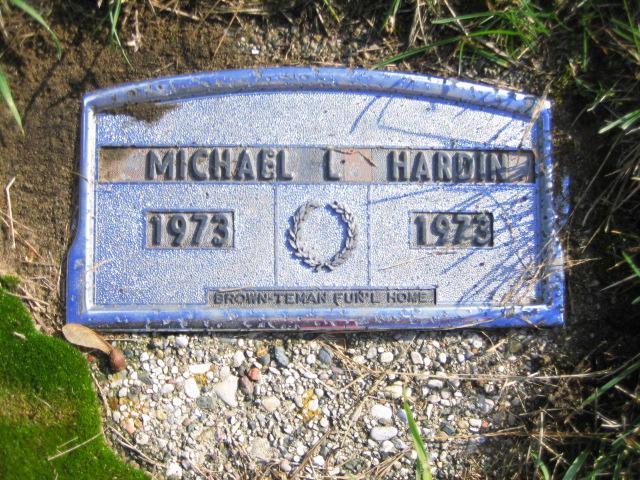 MICHAEL L HARDIN
1973 1973
BROWN-TEMAN FUN'L HOME